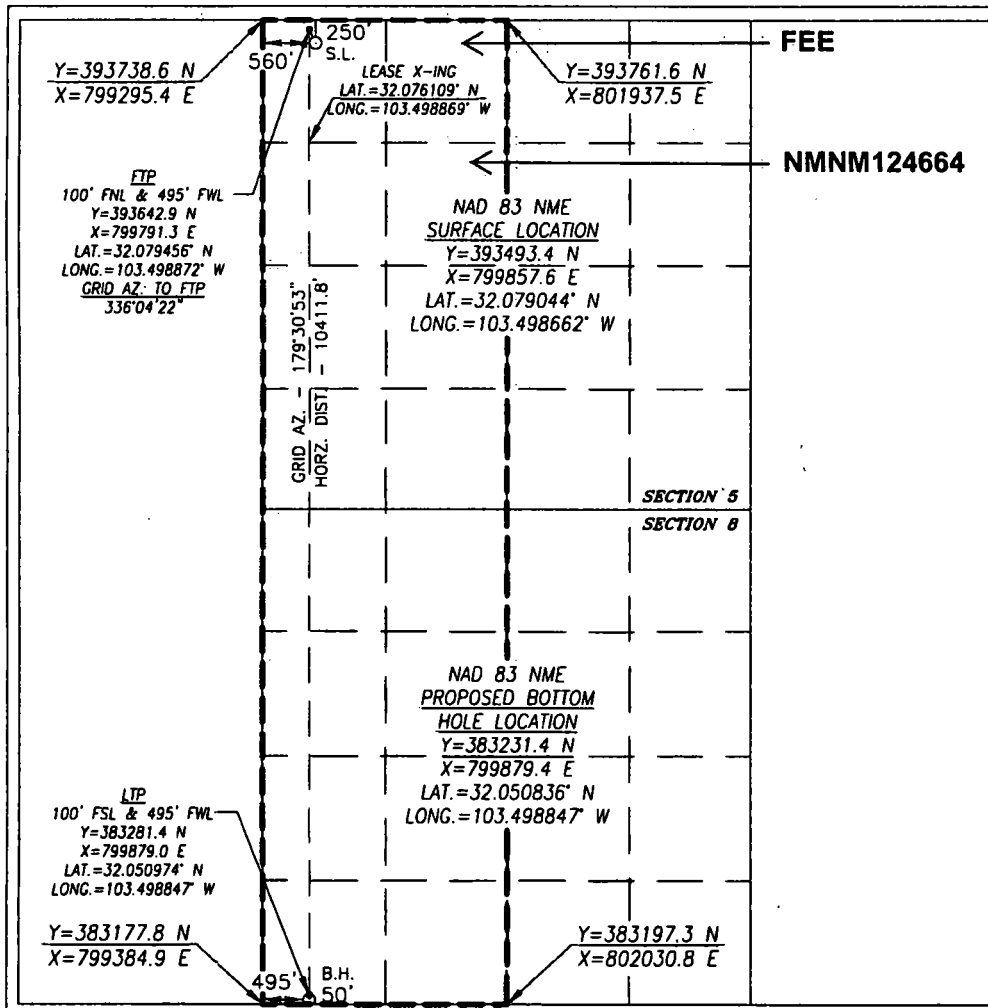 250'
560'
S.L.
FEE
Y=393738.6 N
X=799295.4 E
LEASE X-ING
LAT.=32.076109° N
LONG.=103.498869° W
Y=393761.6 N
X=801937.5 E
NMNM124664
FTP
100' FNL & 495' FWL
Y=393642.9 N
X=799791.3 E
LAT.=32.079456° N
LONG.=103.498872° W
GRID AZ. TO FTP
336°04'22"
NAD 83 NME
SURFACE LOCATION
Y=393493.4 N
X=799857.6 E
LAT.=32.079044° N
LONG.=103.498662° W
GRID AZ. - 179°30'53"
HORZ. DIST. - 10411.8'
SECTION 5
SECTION 8
NAD 83 NME
PROPOSED BOTTOM
HOLE LOCATION
Y=383231.4 N
X=799879.4 E
LAT.=32.050836° N
LONG.=103.498847° W
LTP
100' FSL & 495' FWL
Y=383281.4 N
X=799879.0 E
LAT.=32.050974° N
LONG.=103.498847° W
Y=383177.8 N
X=799384.9 E
495'
B.H.
50'
Y=383197.3 N
X=802030.8 E